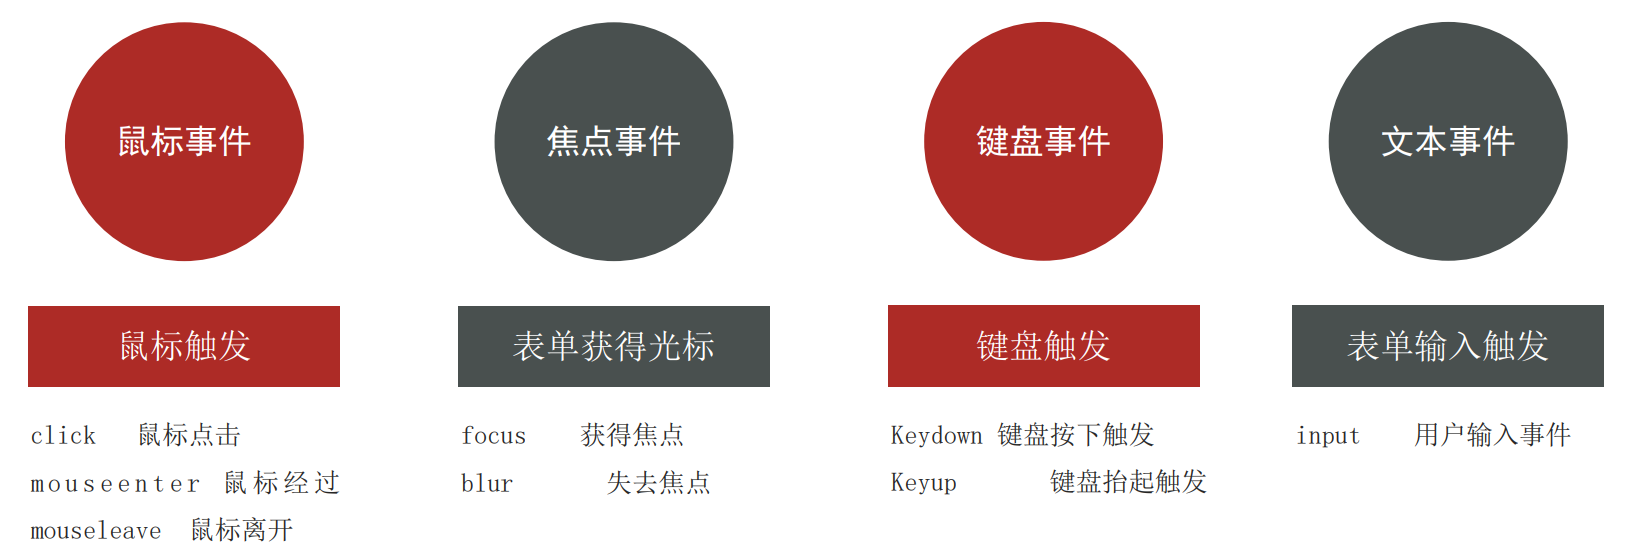 鼠标事件
焦点事件
键盘事件
文本事件
鼠标触发
表单获得光标
键盘触发
表单输入触发
click 鼠标点击
mouseenter 鼠标经过
mouseleave 鼠标离开
focus 获得焦点
blur 失去焦点
Keydown 键盘按下触发
Keyup 键盘抬起触发
input 用户输入事件